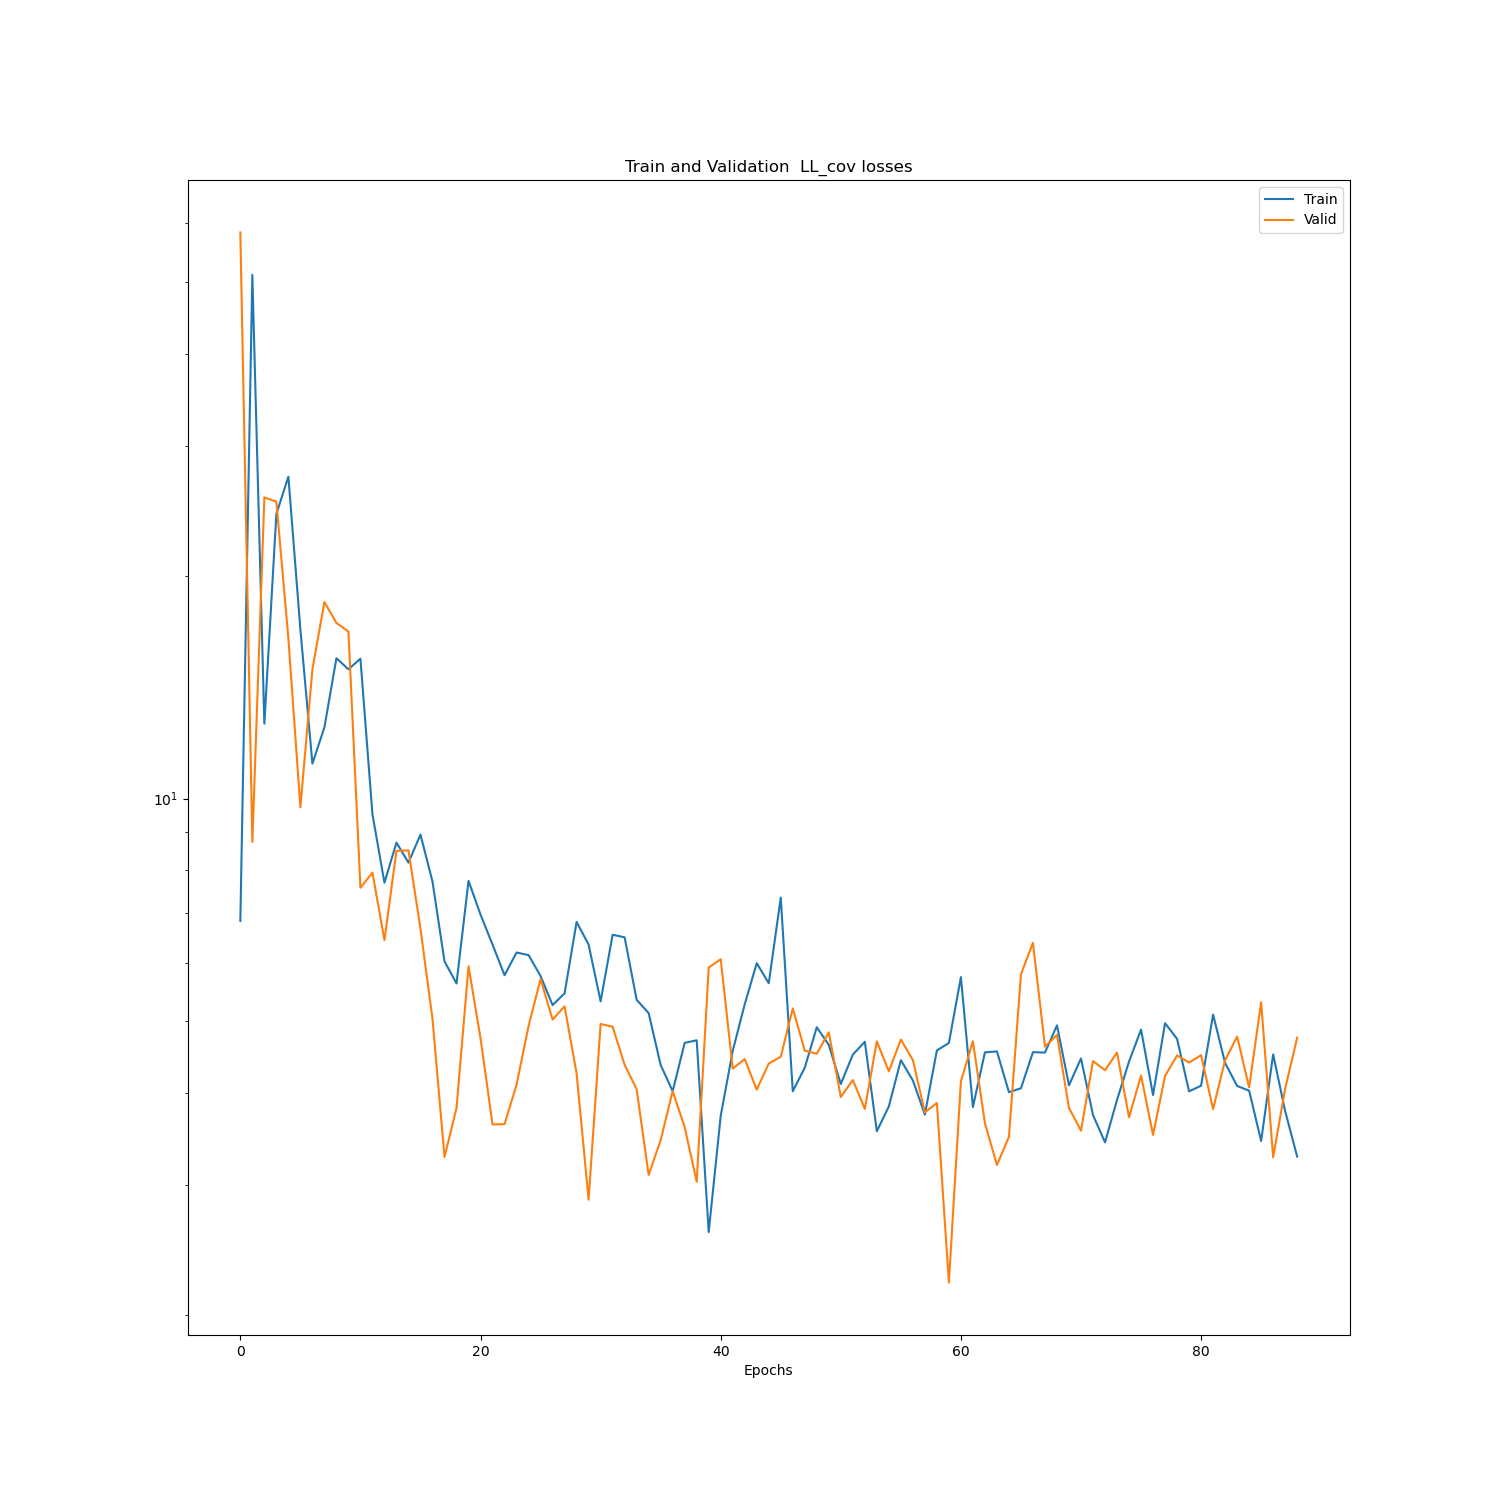 Train and Validation  LL_cov losses
Train
Valid
10¹
0 20 40 60 80
Epochs